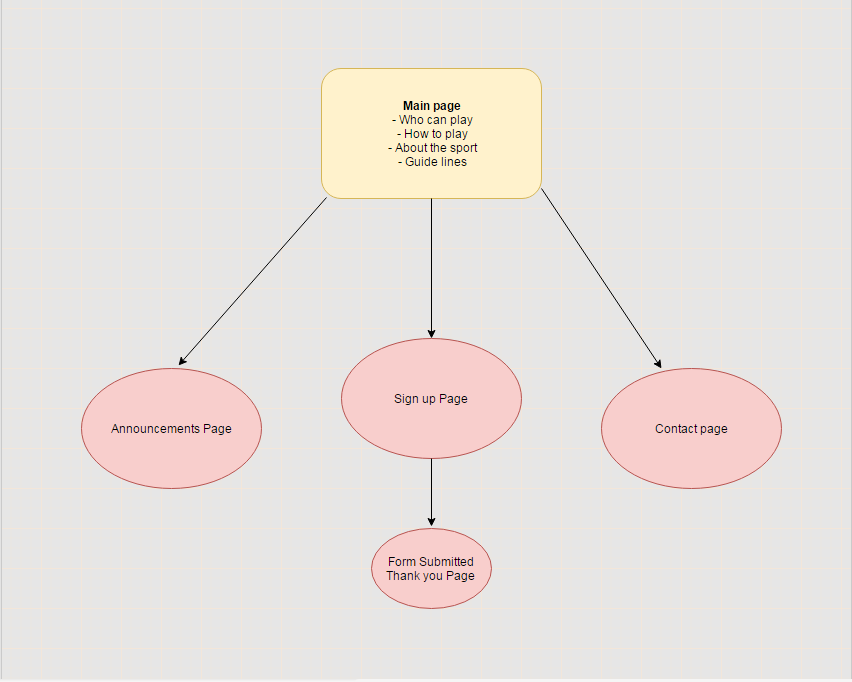 Main page
- Who can play
- How to play
- About the sport
- Guide lines
Sign up Page
Announcements Page
Contact page
Form Submitted
Thank you Page